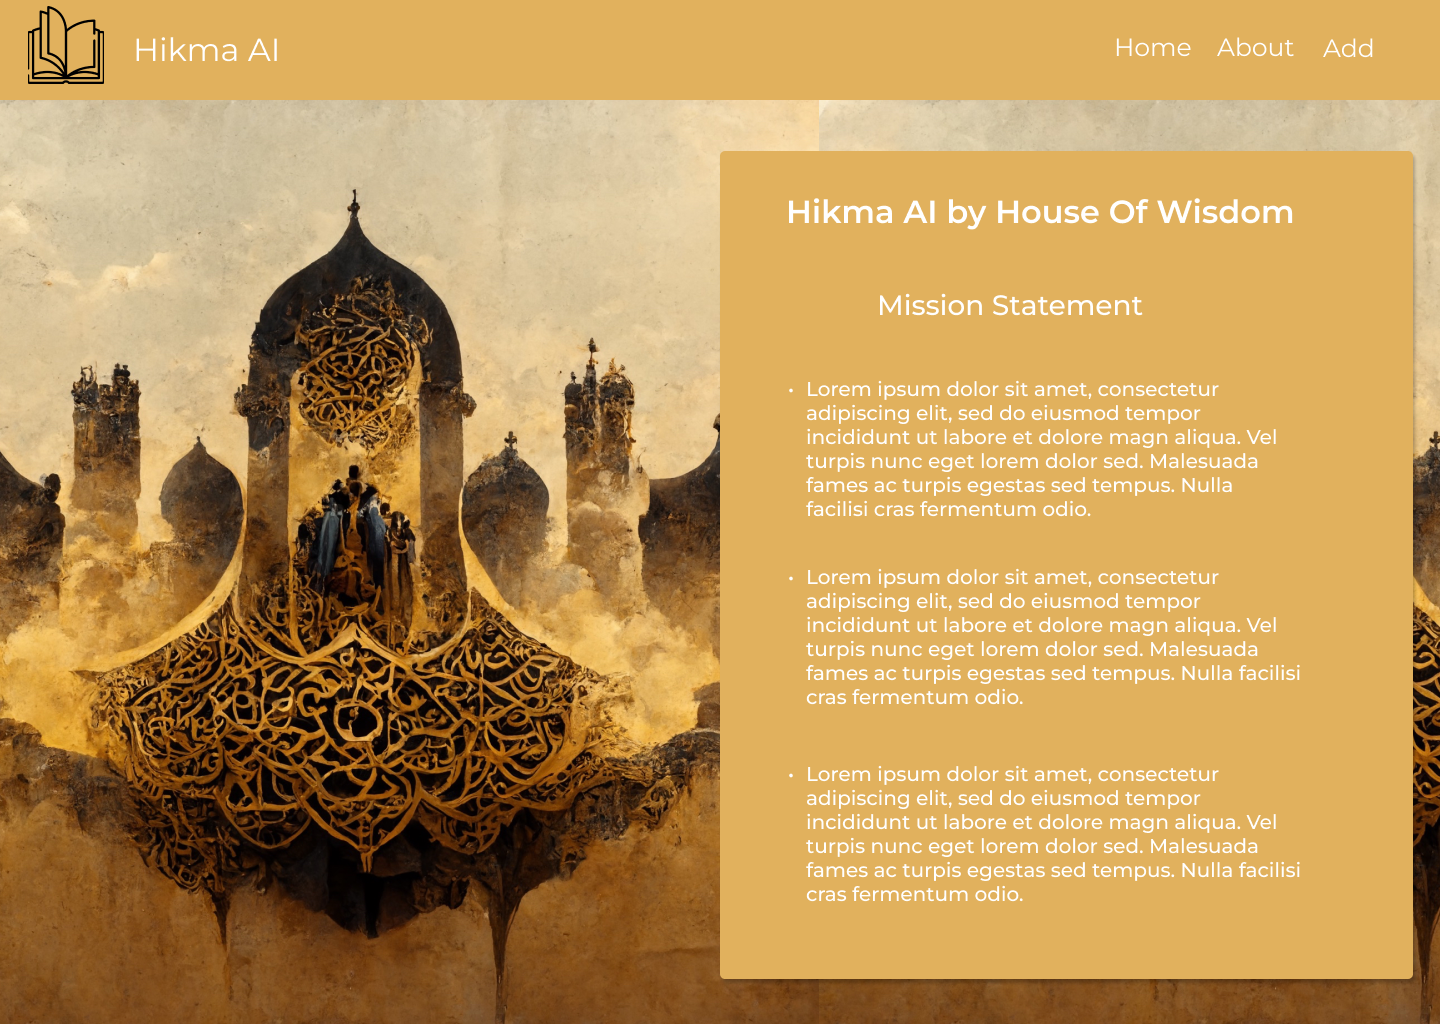 Hikma AI
Home About Add
Hikma AI by House Of Wisdom
Mission Statement
• Lorem ipsum dolor sit amet, consectetur
adipiscing elit, sed do eiusmod tempor
incididunt ut labore et dolore magn aliqua. Vel
turpis nunc eget lorem dolor sed. Malesuada
fames ac turpis egestas sed tempus. Nulla
facilisi cras fermentum odio.
• Lorem ipsum dolor sit amet, consectetur
adipiscing elit, sed do eiusmod tempor
incididunt ut labore et dolore magn aliqua. Vel
turpis nunc eget lorem dolor sed. Malesuada
fames ac turpis egestas sed tempus. Nulla facilisi
cras fermentum odio.
• Lorem ipsum dolor sit amet, consectetur
adipiscing elit, sed do eiusmod tempor
incididunt ut labore et dolore magn aliqua. Vel
turpis nunc eget lorem dolor sed. Malesuada
fames ac turpis egestas sed tempus. Nulla facilisi
cras fermentum odio.